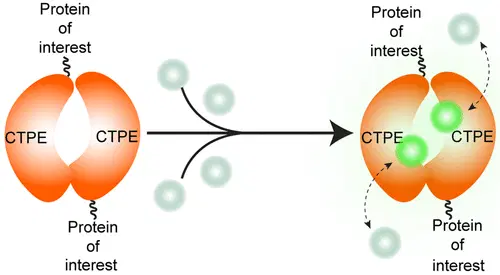 Protein
of
interest
CTPE
CTPE
Protein
of
interest
Protein
of
interest
CTPE
CTPE
Protein
of
interest